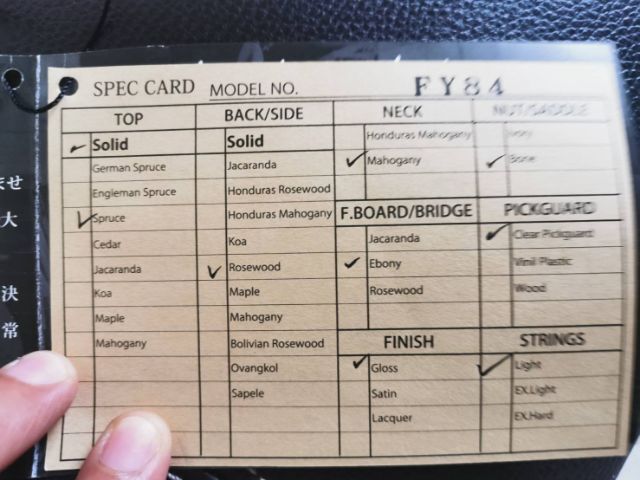 SPEC CARD MODEL NO. FY84
TOP
Solid
German Spruce
Engleman Spruce
Spruce
Cedar
Jacaranda
Koa
Maple
Mahogany
BACK/SIDE
Solid
Jacaranda
Honduras Rosewood
Honduras Mahogany
Koa
Rosewood
Maple
Mahogany
Bolivian Rosewood
Ovangkol
Sapele
NECK
Honduras Mahogany
Mahogany
F.BOARD/BRIDGE
Jacaranda
Ebony
Rosewood
FINISH
Gloss
Satin
Lacquer
NUT/SADDLE
Ivory
Bone
PICKGUARD
Clear Pickguard
Vinil Plastic
Wood
STRINGS
Light
EX.Light
EX.Hard
ませ
大
決
常